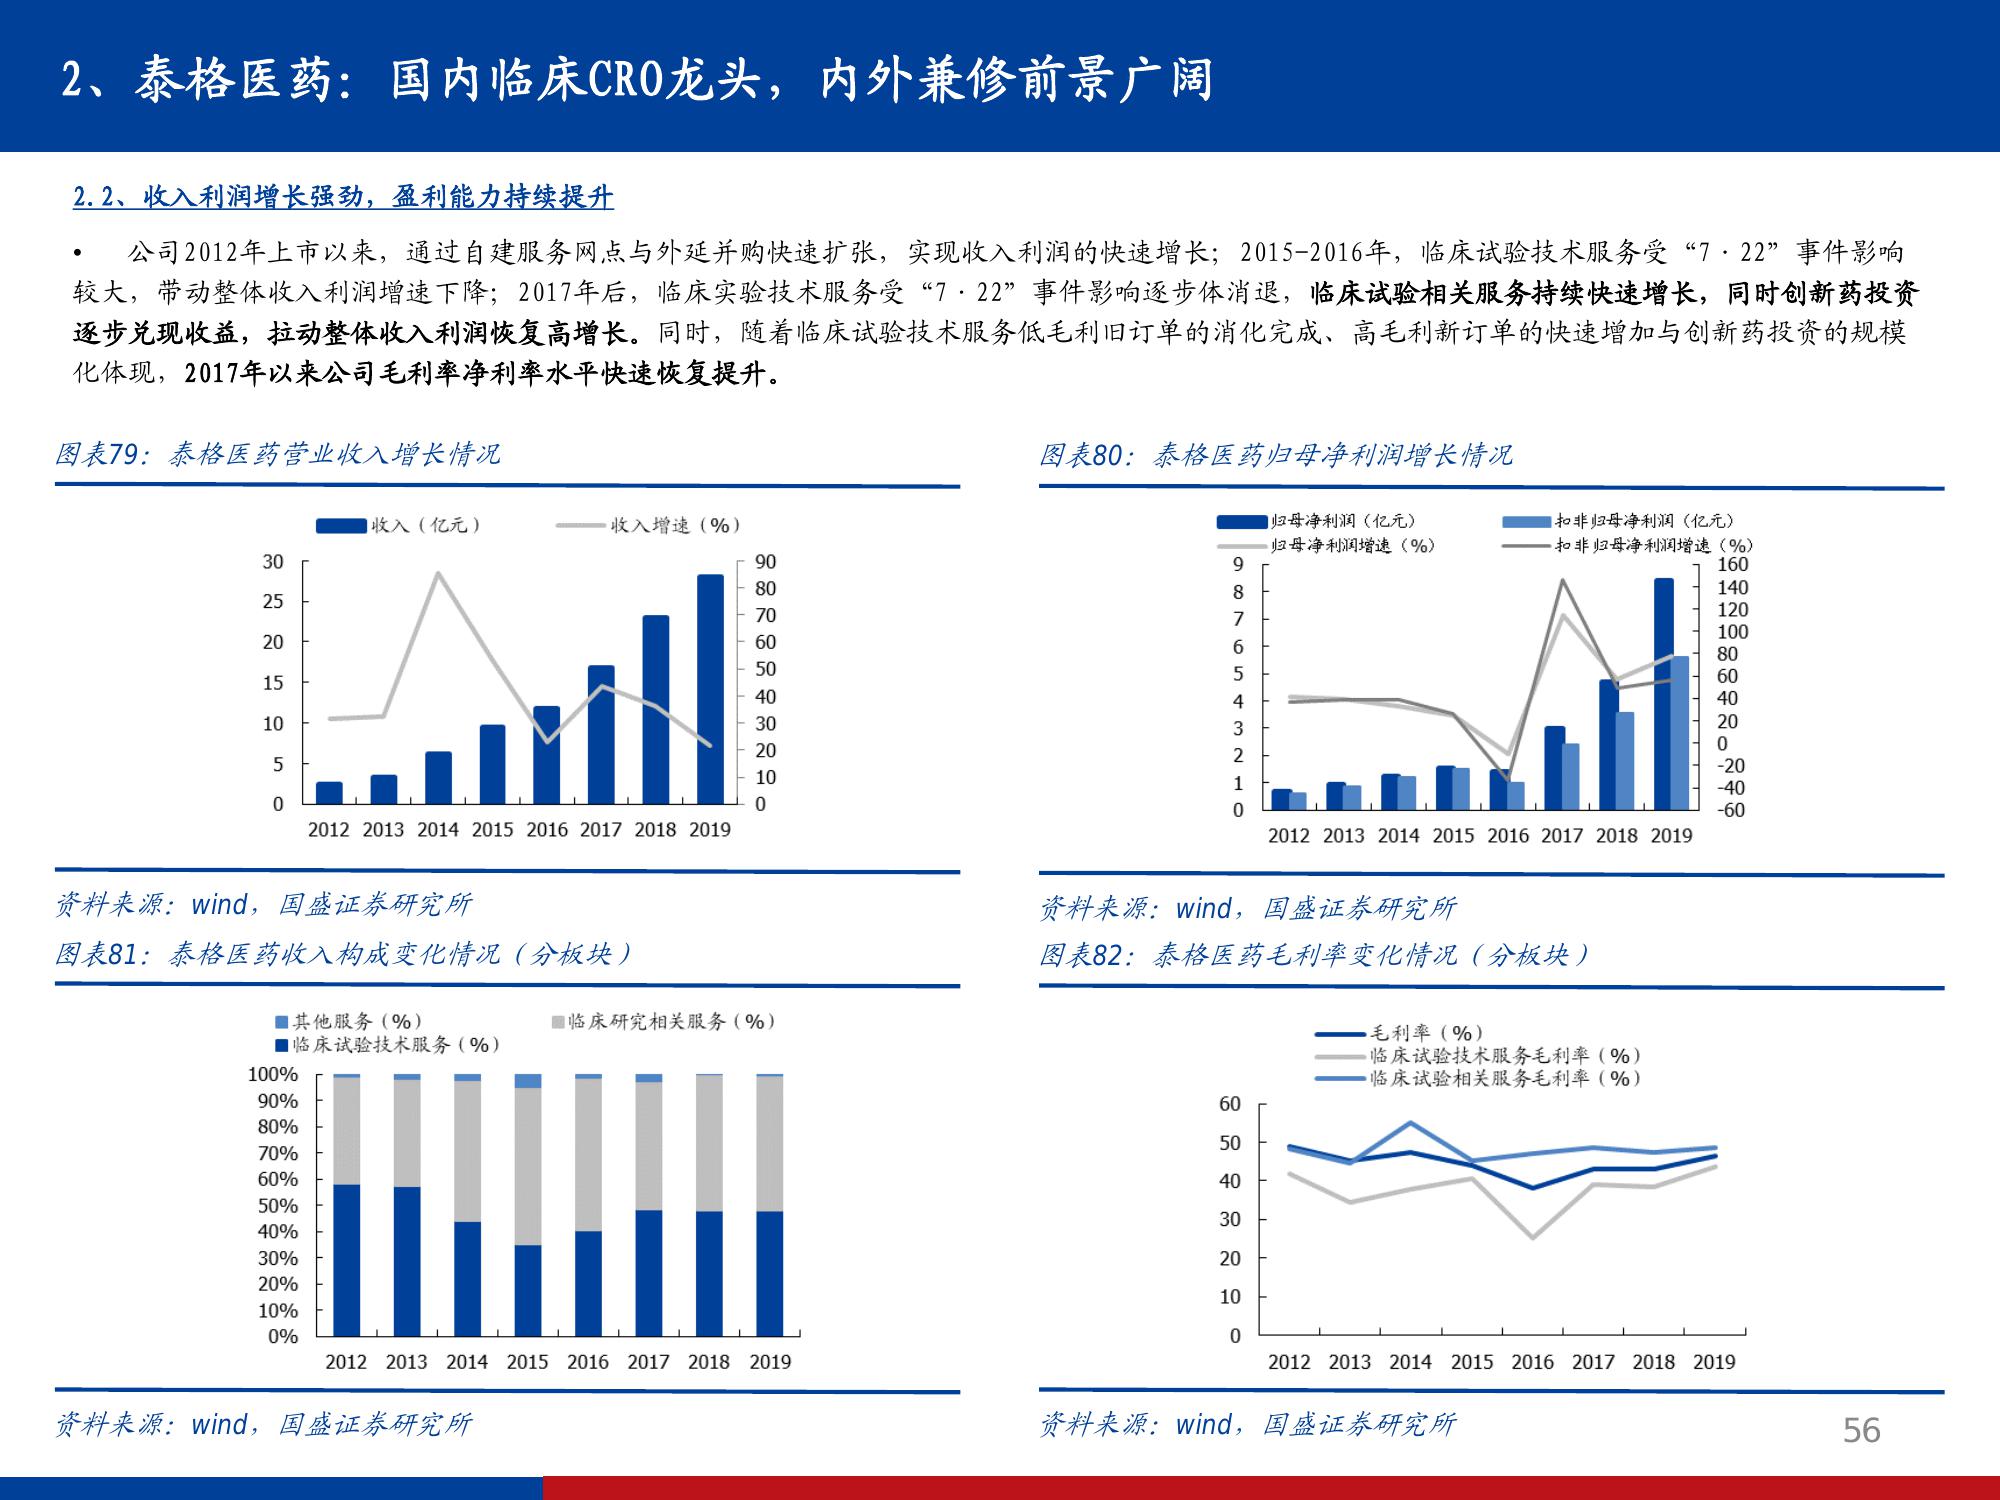 2、泰格医药：国内临床CRO龙头，内外兼修前景广阔
2.2、收入利润增长强劲，盈利能力持续提升
• 公司2012年上市以来，通过自建服务网点与外延并购快速扩张，实现收入利润的快速增长；2015-2016年，临床试验技术服务受“7·22”事件影响
较大，带动整体收入利润增速下降；2017年后，临床实验技术服务受“7·22”事件影响逐步体消退，临床试验相关服务持续快速增长，同时创新药投资
逐步兑现收益，拉动整体收入利润恢复高增长。同时，随着临床试验技术服务低毛利旧订单的消化完成、高毛利新订单的快速增加与创新药投资的规模
化体现，2017年以来公司毛利率净利率水平快速恢复提升。
图表79：泰格医药营业收入增长情况
收入（亿元） 收入增速（%）
30 90
80
25
70
20 60
50
15
40
10 30
20
5
10
0 0
2012 2013 2014 2015 2016 2017 2018 2019
资料来源：wind，国盛证券研究所
图表80：泰格医药归母净利润增长情况
归母净利润（亿元） 扣非归母净利润（亿元）
归母净利润增速（%） 扣非归母净利润增速（%）
9 160
8 140
7 120
100
6 80
5 60
4 40
3 20
2 0
-20
1 -40
0 -60
2012 2013 2014 2015 2016 2017 2018 2019
资料来源：wind，国盛证券研究所
图表81：泰格医药收入构成变化情况（分板块）
其他服务（%） 临床研究相关服务（%）
临床试验技术服务（%）
100%
90%
80%
70%
60%
50%
40%
30%
20%
10%
0%
2012 2013 2014 2015 2016 2017 2018 2019
资料来源：wind，国盛证券研究所
图表82：泰格医药毛利率变化情况（分板块）
毛利率（%）
临床试验技术服务毛利率（%）
临床试验相关服务毛利率（%）
60
50
40
30
20
10
0
2012 2013 2014 2015 2016 2017 2018 2019
资料来源：wind，国盛证券研究所
56